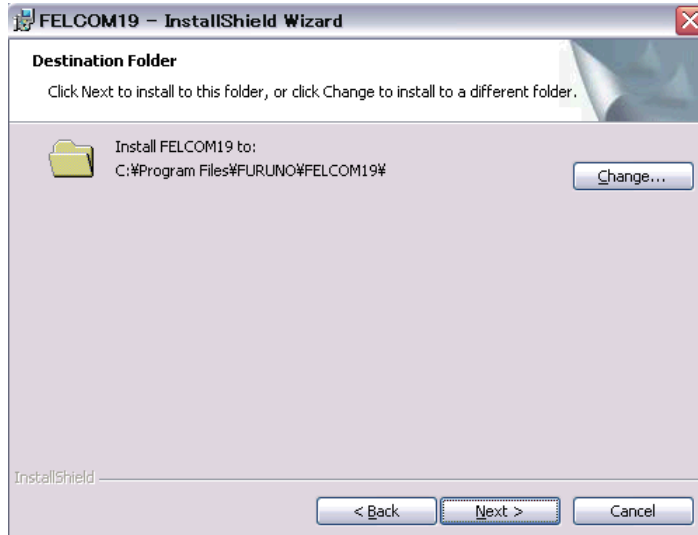 FELCOM19 - InstallShield Wizard
Destination Folder
Click Next to install to this folder, or click Change to install to a different folder.
Install FELCOM19 to:
C:¥Program Files¥FURUNO¥FELCOM19¥
Change...
InstallShield
< Back
Next >
Cancel